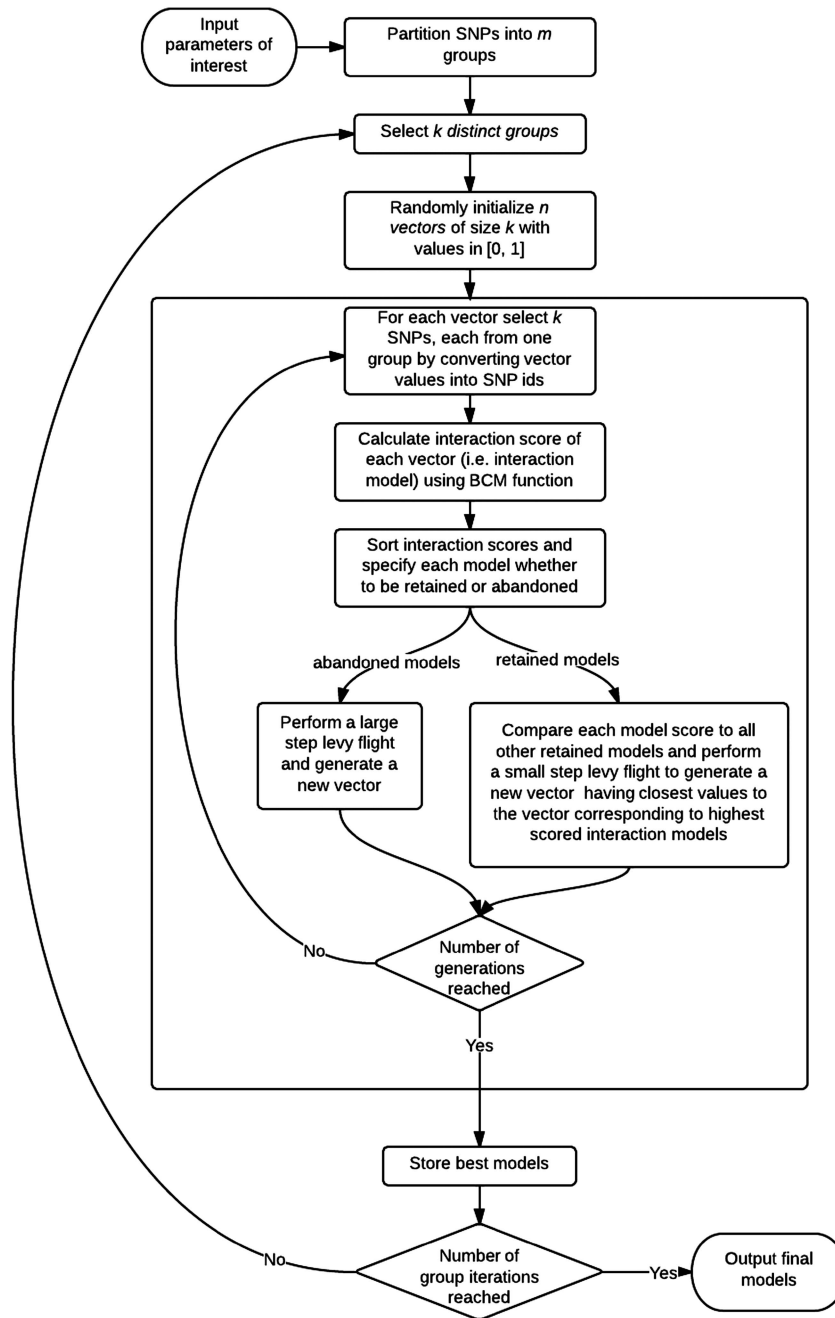 Input
parameters of
interest
Partition SNPs into m
groups
Select k distinct groups
Randomly initialize n
vectors of size k with
values in [0, 1]
For each vector select k
SNPs, each from one
group by converting vector
values into SNP ids
Calculate interaction score of
each vector (i.e. interaction
model) using BCM function
Sort interaction scores and
specify each model whether
to be retained or abandoned
abandoned models
retained models
Perform a large
step levy flight
and generate a
new vector
Compare each model score to all
other retained models and perform
a small step levy flight to generate a
new vector having closest values to
the vector corresponding to highest
scored interaction models
No
Number of
generations
reached
Yes
Store best models
No
Number of
group iterations
reached
Yes
Output final
models